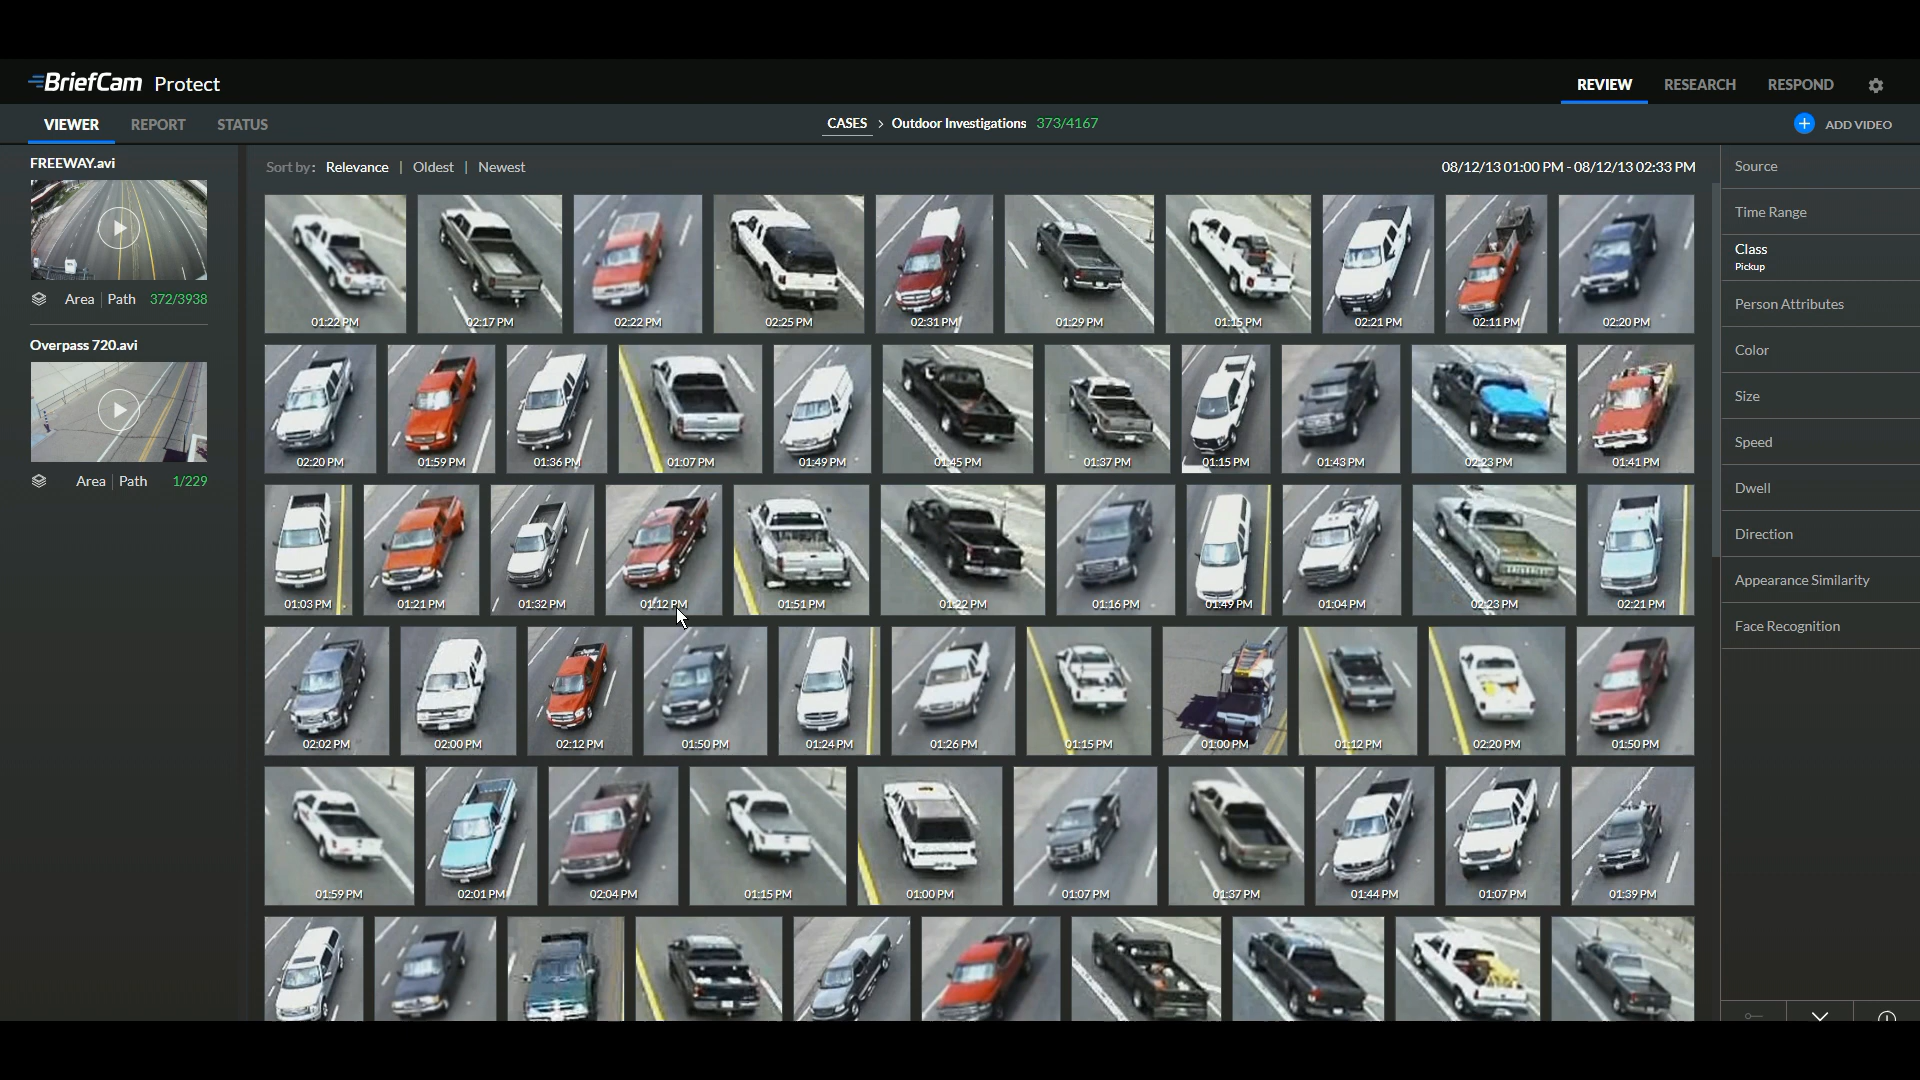 BriefCam Protect
REVIEW RESEARCH RESPOND
VIEWER REPORT STATUS
CASES > Outdoor Investigations 373/4167
ADD VIDEO
FREEWAY.avi
Area | Path 372/3938
Overpass 720.avi
Area | Path 1/229
Sort by: Relevance | Oldest | Newest
08/12/13 01:00 PM - 08/12/13 02:33 PM
01:22 PM 02:17 PM 02:22 PM 02:25 PM 02:31 PM 01:29 PM 01:15 PM 02:21 PM 02:11 PM 02:20 PM
02:20 PM 01:59 PM 01:36 PM 01:07 PM 01:49 PM 01:45 PM 01:37 PM 01:15 PM 01:43 PM 02:23 PM 01:41 PM
01:03 PM 01:21 PM 01:32 PM 01:12 PM 01:51 PM 01:22 PM 01:16 PM 01:49 PM 01:04 PM 02:23 PM 02:21 PM
02:02 PM 02:00 PM 02:12 PM 01:50 PM 01:24 PM 01:26 PM 01:15 PM 01:00 PM 01:12 PM 02:20 PM 01:50 PM
01:59 PM 02:01 PM 02:04 PM 01:15 PM 01:00 PM 01:07 PM 01:37 PM 01:44 PM 01:07 PM 01:39 PM
Source
Time Range
Class
Pickup
Person Attributes
Color
Size
Speed
Dwell
Direction
Appearance Similarity
Face Recognition